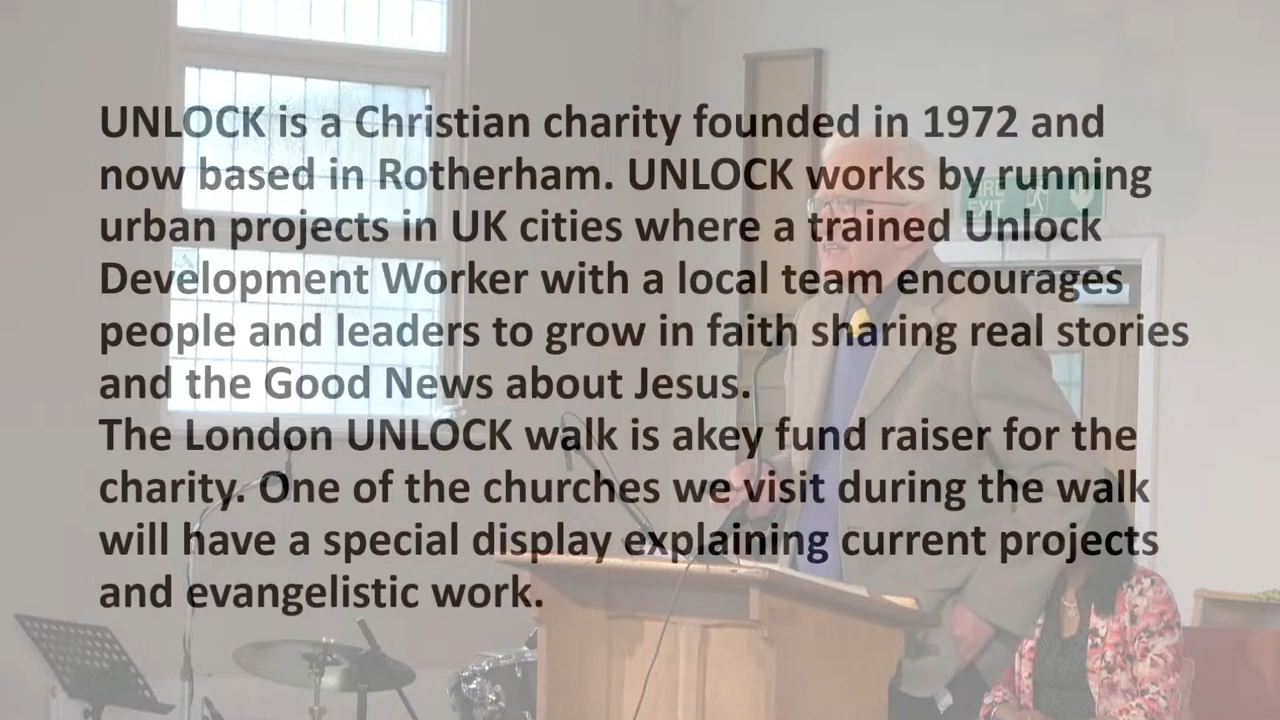 UNLOCK is a Christian charity founded in 1972 and
now based in Rotherham. UNLOCK works by running
urban projects in UK cities where a trained Unlock
Development Worker with a local team encourages
people and leaders to grow in faith sharing real stories
and the Good News about Jesus.
The London UNLOCK walk is akey fund raiser for the
charity. One of the churches we visit during the walk
will have a special display explaining current projects
and evangelistic work.
FIRE
EXIT